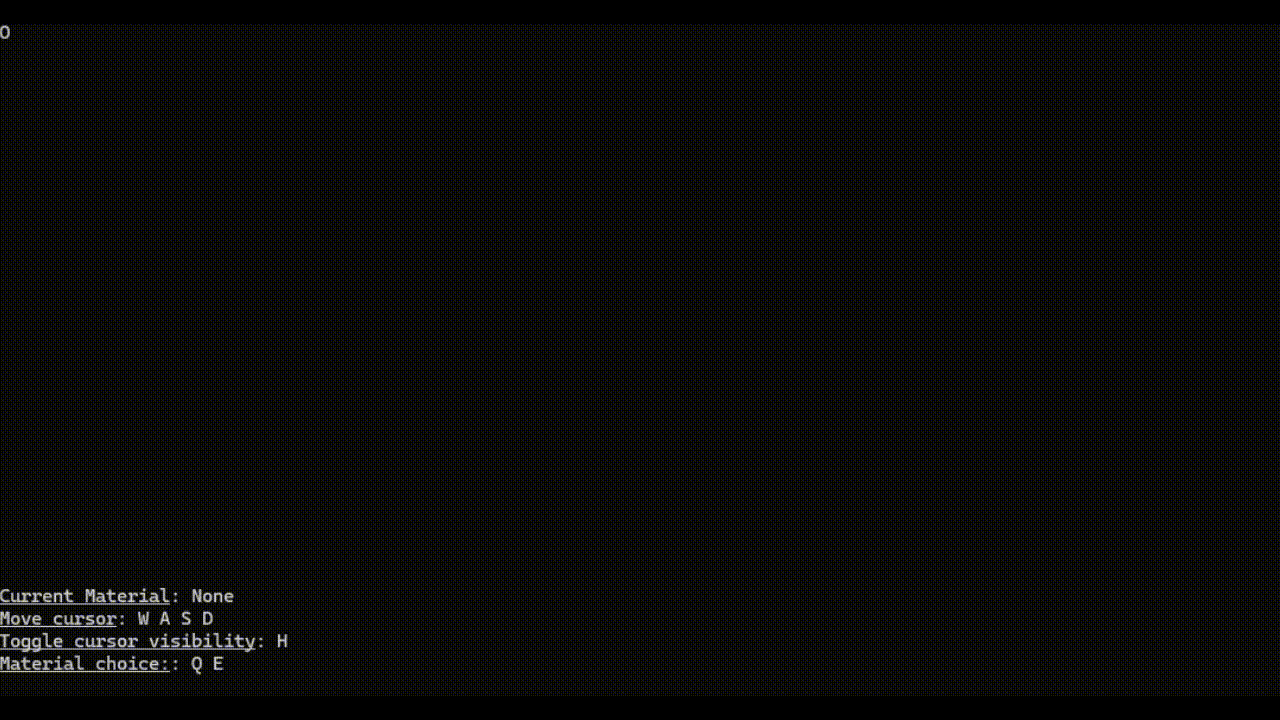 O
Current Material: None
Move cursor: W A S D
Toggle cursor visibility: H
Material choice:: Q E